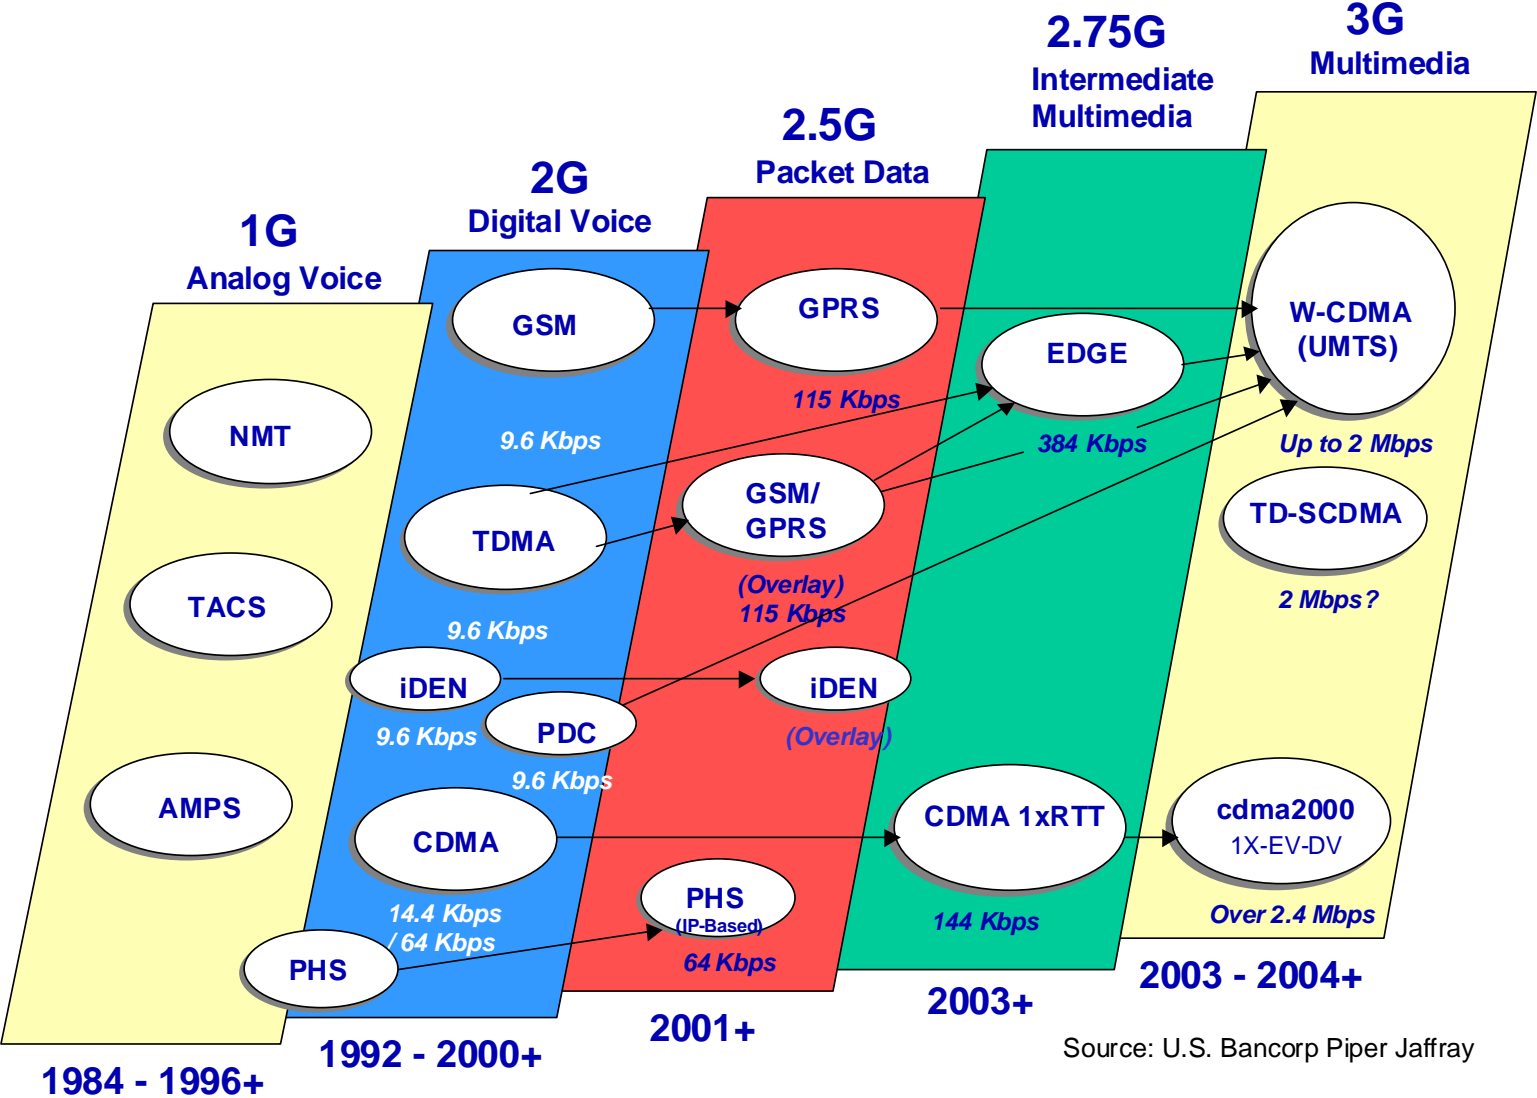 1G
Analog Voice
NMT
TACS
AMPS
PHS
1984 - 1996+
2G
Digital Voice
GSM
9.6 Kbps
TDMA
9.6 Kbps
iDEN
9.6 Kbps
PDC
9.6 Kbps
CDMA
14.4 Kbps
/ 64 Kbps
1992 - 2000+
2.5G
Packet Data
GPRS
115 Kbps
GSM/
GPRS
(Overlay)
115 Kbps
iDEN
(Overlay)
PHS
(IP-Based)
64 Kbps
2001+
2.75G
Intermediate
Multimedia
EDGE
384 Kbps
CDMA 1xRTT
144 Kbps
2003+
3G
Multimedia
W-CDMA
(UMTS)
Up to 2 Mbps
TD-SCDMA
2 Mbps?
cdma2000
1X-EV-DV
Over 2.4 Mbps
2003 - 2004+
Source: U.S. Bancorp Piper Jaffray